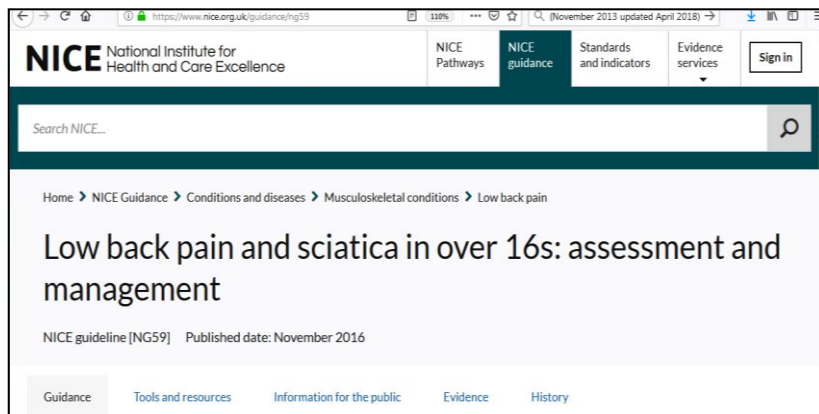 https://www.nice.org.uk/guidance/ng59 110% ... (November 2013 updated April 2018) →
NICE National Institute for
Health and Care Excellence
NICE
Pathways
NICE
guidance
Standards
and indicators
Evidence
services
Sign in
Search NICE...
Home > NICE Guidance > Conditions and diseases > Musculoskeletal conditions > Low back pain
Low back pain and sciatica in over 16s: assessment and
management
NICE guideline [NG59] Published date: November 2016
Guidance Tools and resources Information for the public Evidence History